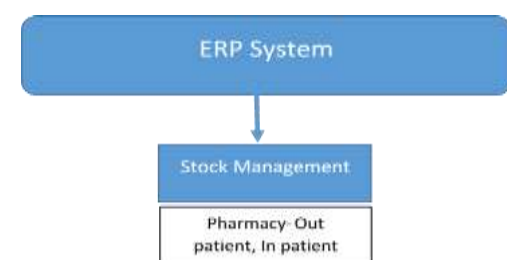 ERP System
Stock Management
Pharmacy- Out
patient, In patient